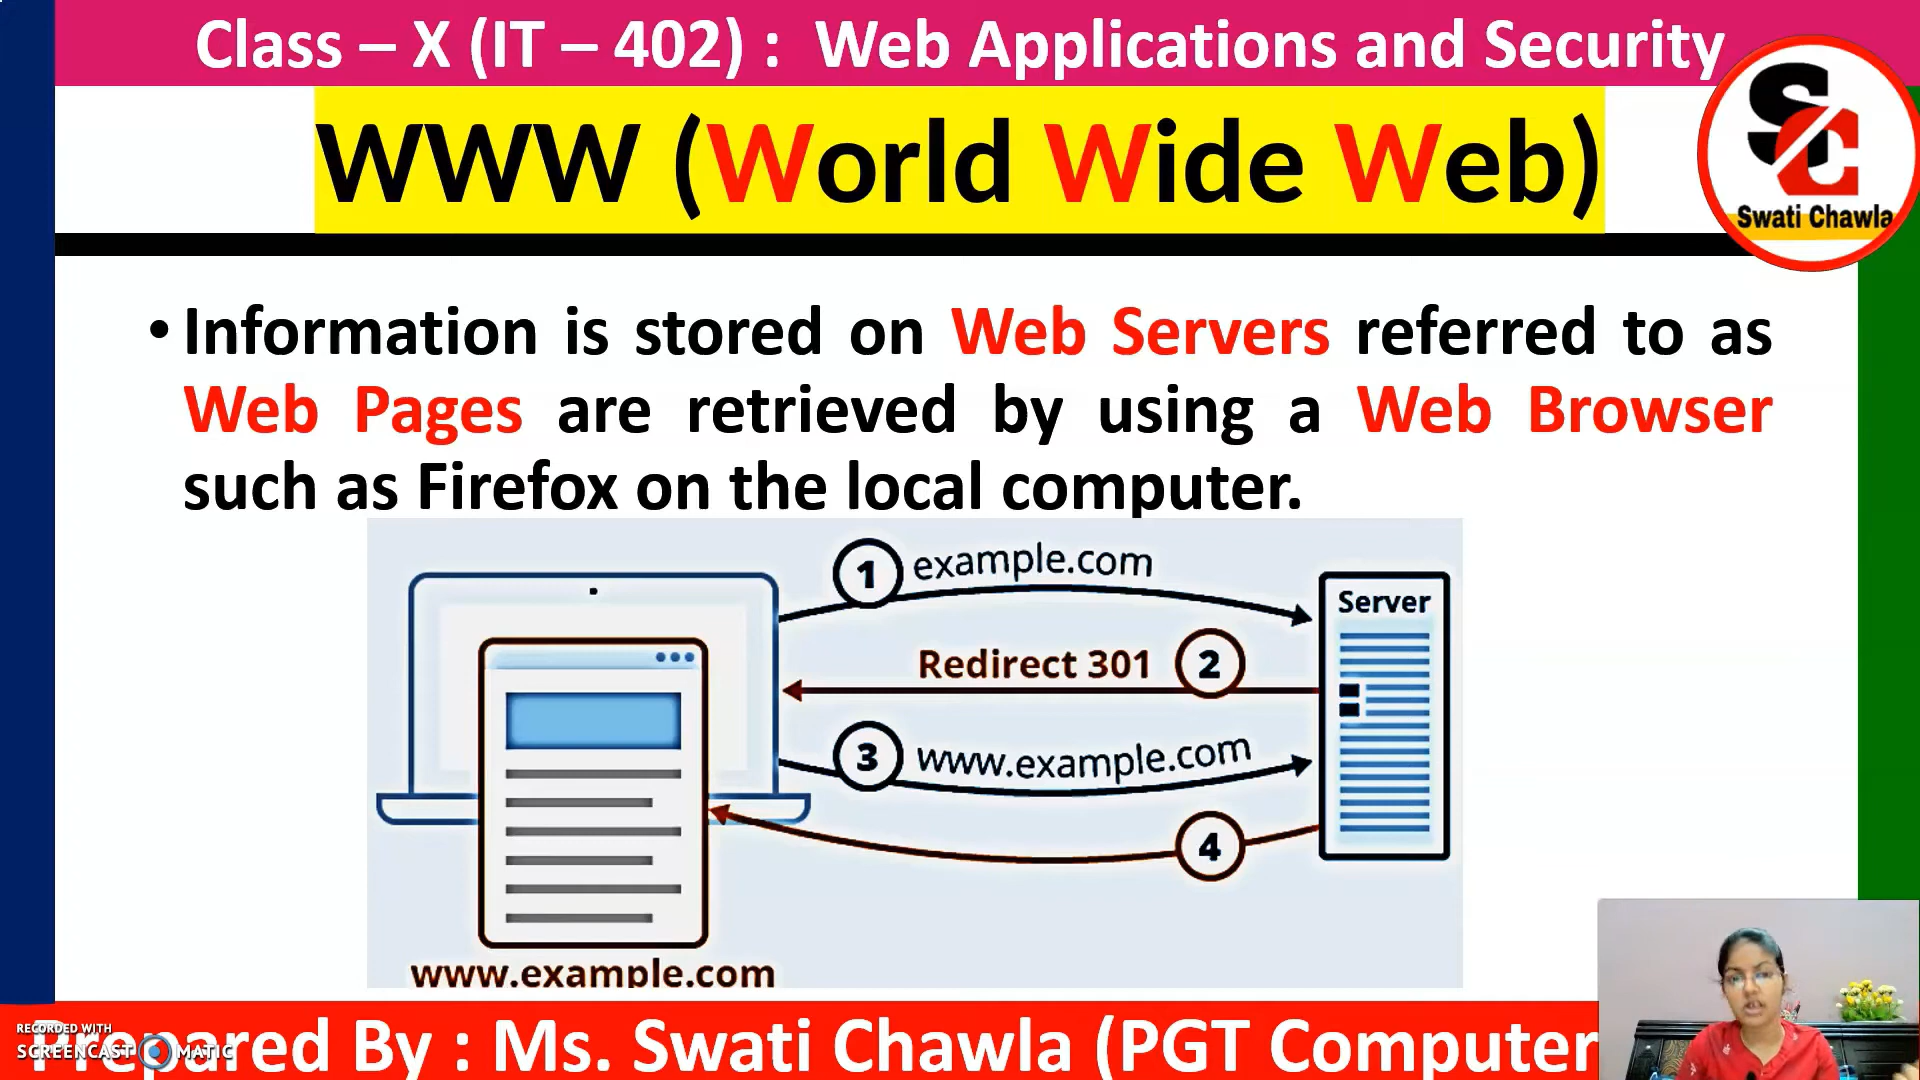 Class – X (IT – 402) : Web Applications and Security
WWW (World Wide Web)
SC
Swati Chawla
• Information is stored on Web Servers referred to as
Web Pages are retrieved by using a Web Browser
such as Firefox on the local computer.
1 example.com
Server
Redirect 301 2
3 www.example.com
4
www.example.com
Prepared By : Ms. Swati Chawla (PGT Computer
RECORDED WITH
SCREENCAST MATIC